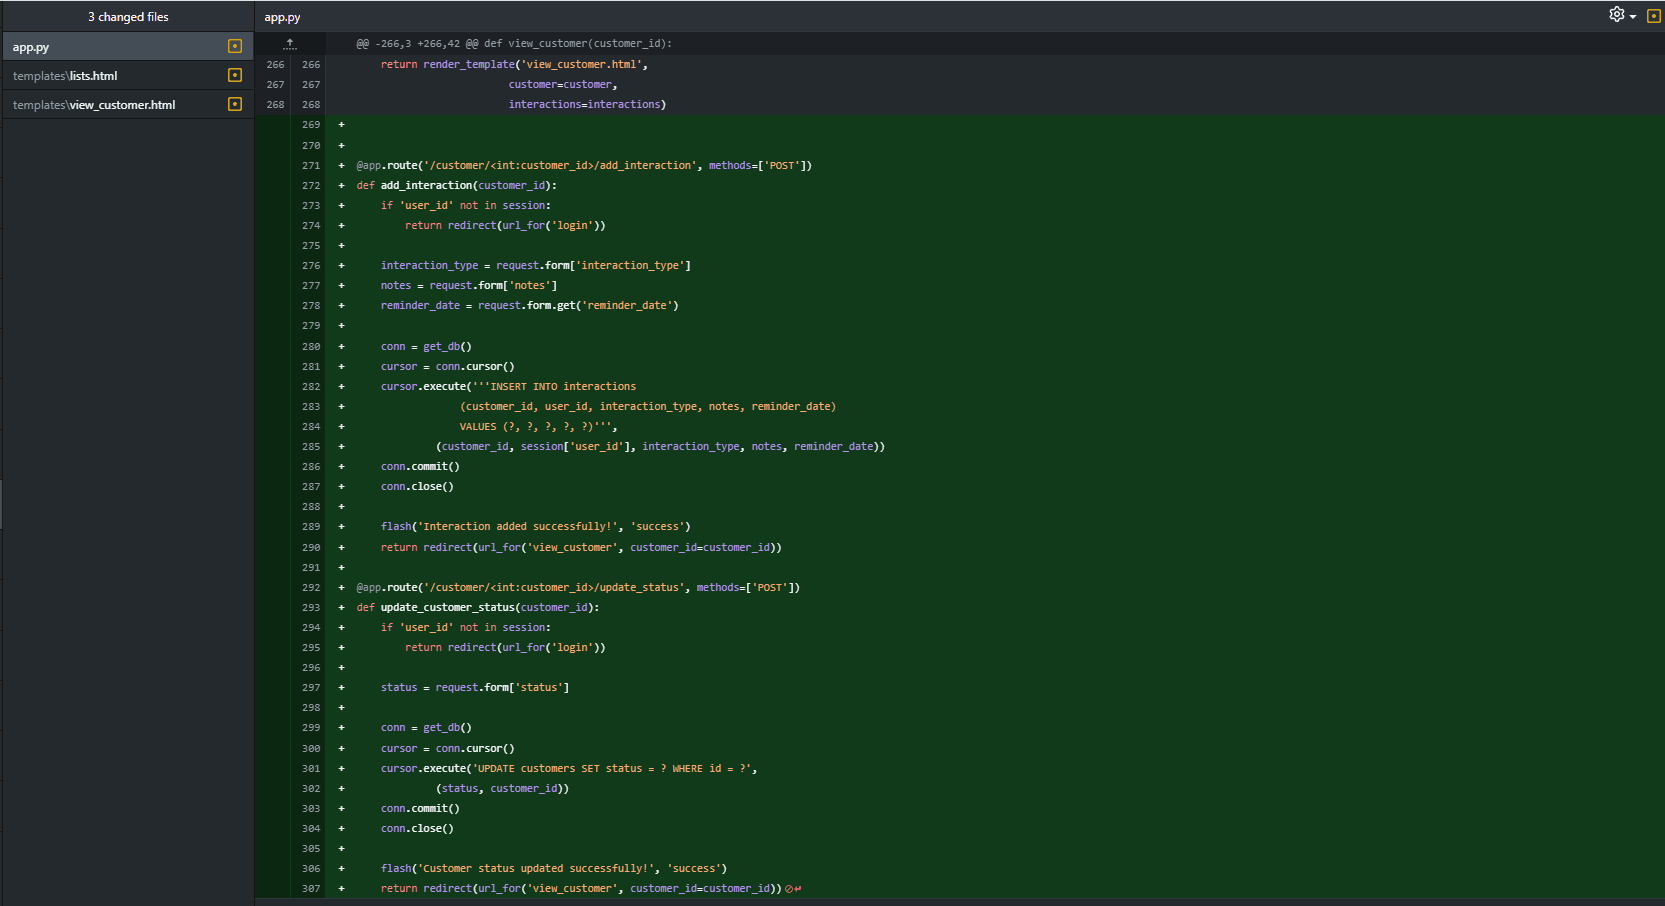 3 changed files
app.py
templates\lists.html
templates\view_customer.html
app.py
@@ -266,3 +266,42 @@ def view_customer(customer_id):
266 266 return render_template('view_customer.html',
267 267 customer=customer,
268 268 interactions=interactions)
269 +
270 +
271 + @app.route('/customer/<int:customer_id>/add_interaction', methods=['POST'])
272 + def add_interaction(customer_id):
273 + if 'user_id' not in session:
274 + return redirect(url_for('login'))
275 +
276 + interaction_type = request.form['interaction_type']
277 + notes = request.form['notes']
278 + reminder_date = request.form.get('reminder_date')
279 +
280 + conn = get_db()
281 + cursor = conn.cursor()
282 + cursor.execute('''INSERT INTO interactions
283 + (customer_id, user_id, interaction_type, notes, reminder_date)
284 + VALUES (?, ?, ?, ?, ?)''',
285 + (customer_id, session['user_id'], interaction_type, notes, reminder_date))
286 + conn.commit()
287 + conn.close()
288 +
289 + flash('Interaction added successfully!', 'success')
290 + return redirect(url_for('view_customer', customer_id=customer_id))
291 +
292 + @app.route('/customer/<int:customer_id>/update_status', methods=['POST'])
293 + def update_customer_status(customer_id):
294 + if 'user_id' not in session:
295 + return redirect(url_for('login'))
296 +
297 + status = request.form['status']
298 +
299 + conn = get_db()
300 + cursor = conn.cursor()
301 + cursor.execute('UPDATE customers SET status = ? WHERE id = ?',
302 + (status, customer_id))
303 + conn.commit()
304 + conn.close()
305 +
306 + flash('Customer status updated successfully!', 'success')
307 + return redirect(url_for('view_customer', customer_id=customer_id))